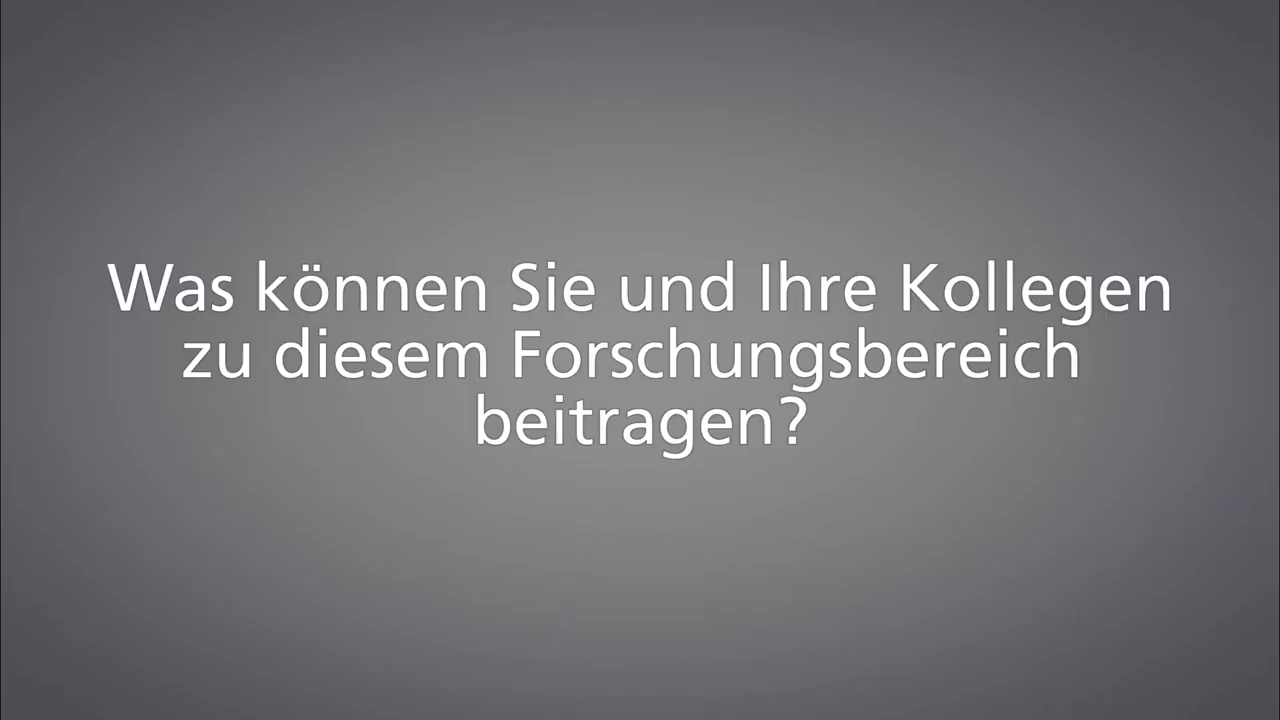 Was können Sie und Ihre Kollegen
zu diesem Forschungsbereich
beitragen?